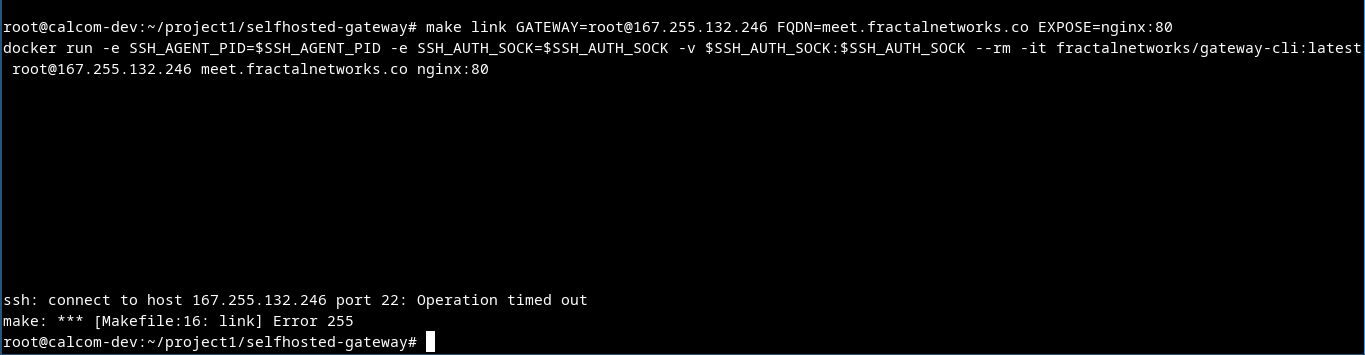 root@calcom-dev:~/project1/selfhosted-gateway# make link GATEWAY=root@167.255.132.246 FQDN=meet.fractalnetworks.co EXPOSE=nginx:80
docker run -e SSH_AGENT_PID=$SSH_AGENT_PID -e SSH_AUTH_SOCK=$SSH_AUTH_SOCK -v $SSH_AUTH_SOCK:$SSH_AUTH_SOCK --rm -it fractalnetworks/gateway-cli:latest
root@167.255.132.246 meet.fractalnetworks.co nginx:80
ssh: connect to host 167.255.132.246 port 22: Operation timed out
make: *** [Makefile:16: link] Error 255
root@calcom-dev:~/project1/selfhosted-gateway#